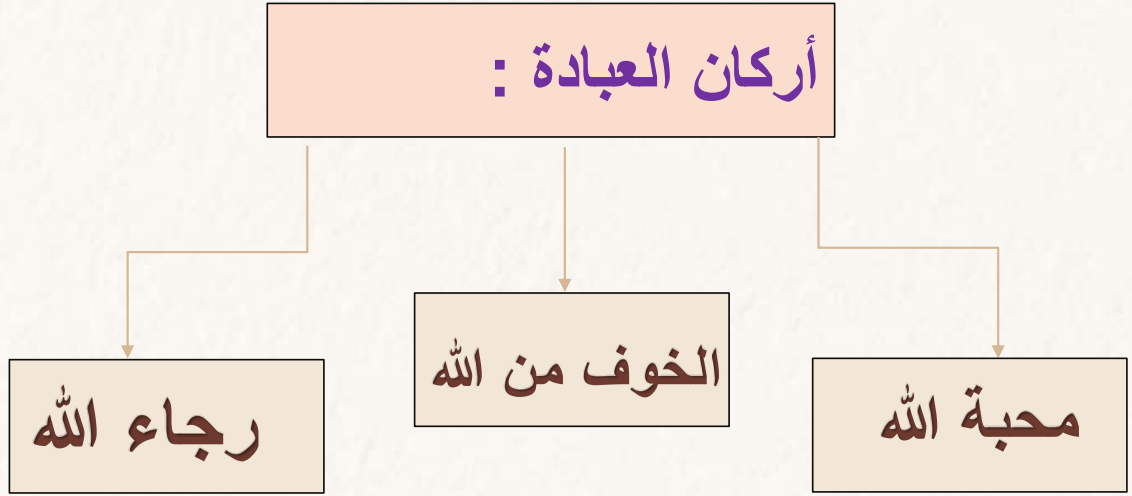 أركان العبادة :
محبة الله
الخوف من الله
رجاء الله